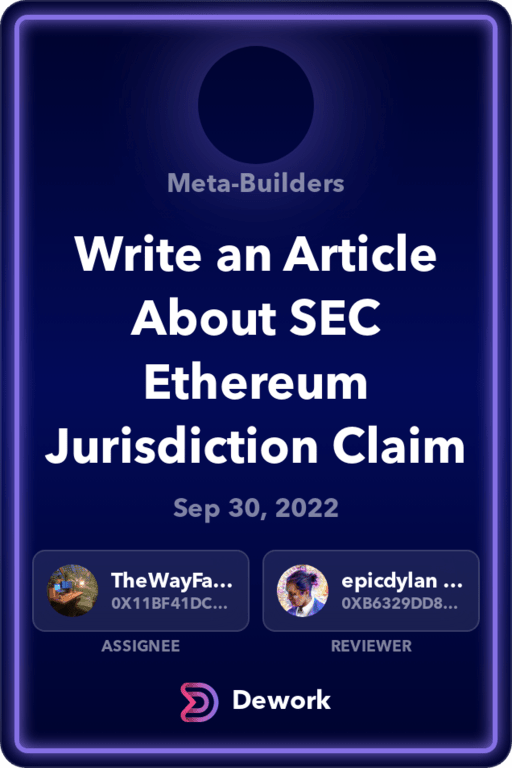 Meta-Builders
Write an Article
About SEC
Ethereum
Jurisdiction Claim
Sep 30, 2022
TheWayFa...
0X11BF41DC...
ASSIGNEE
epicdylan ...
0XB6329DD8...
REVIEWER
Dework